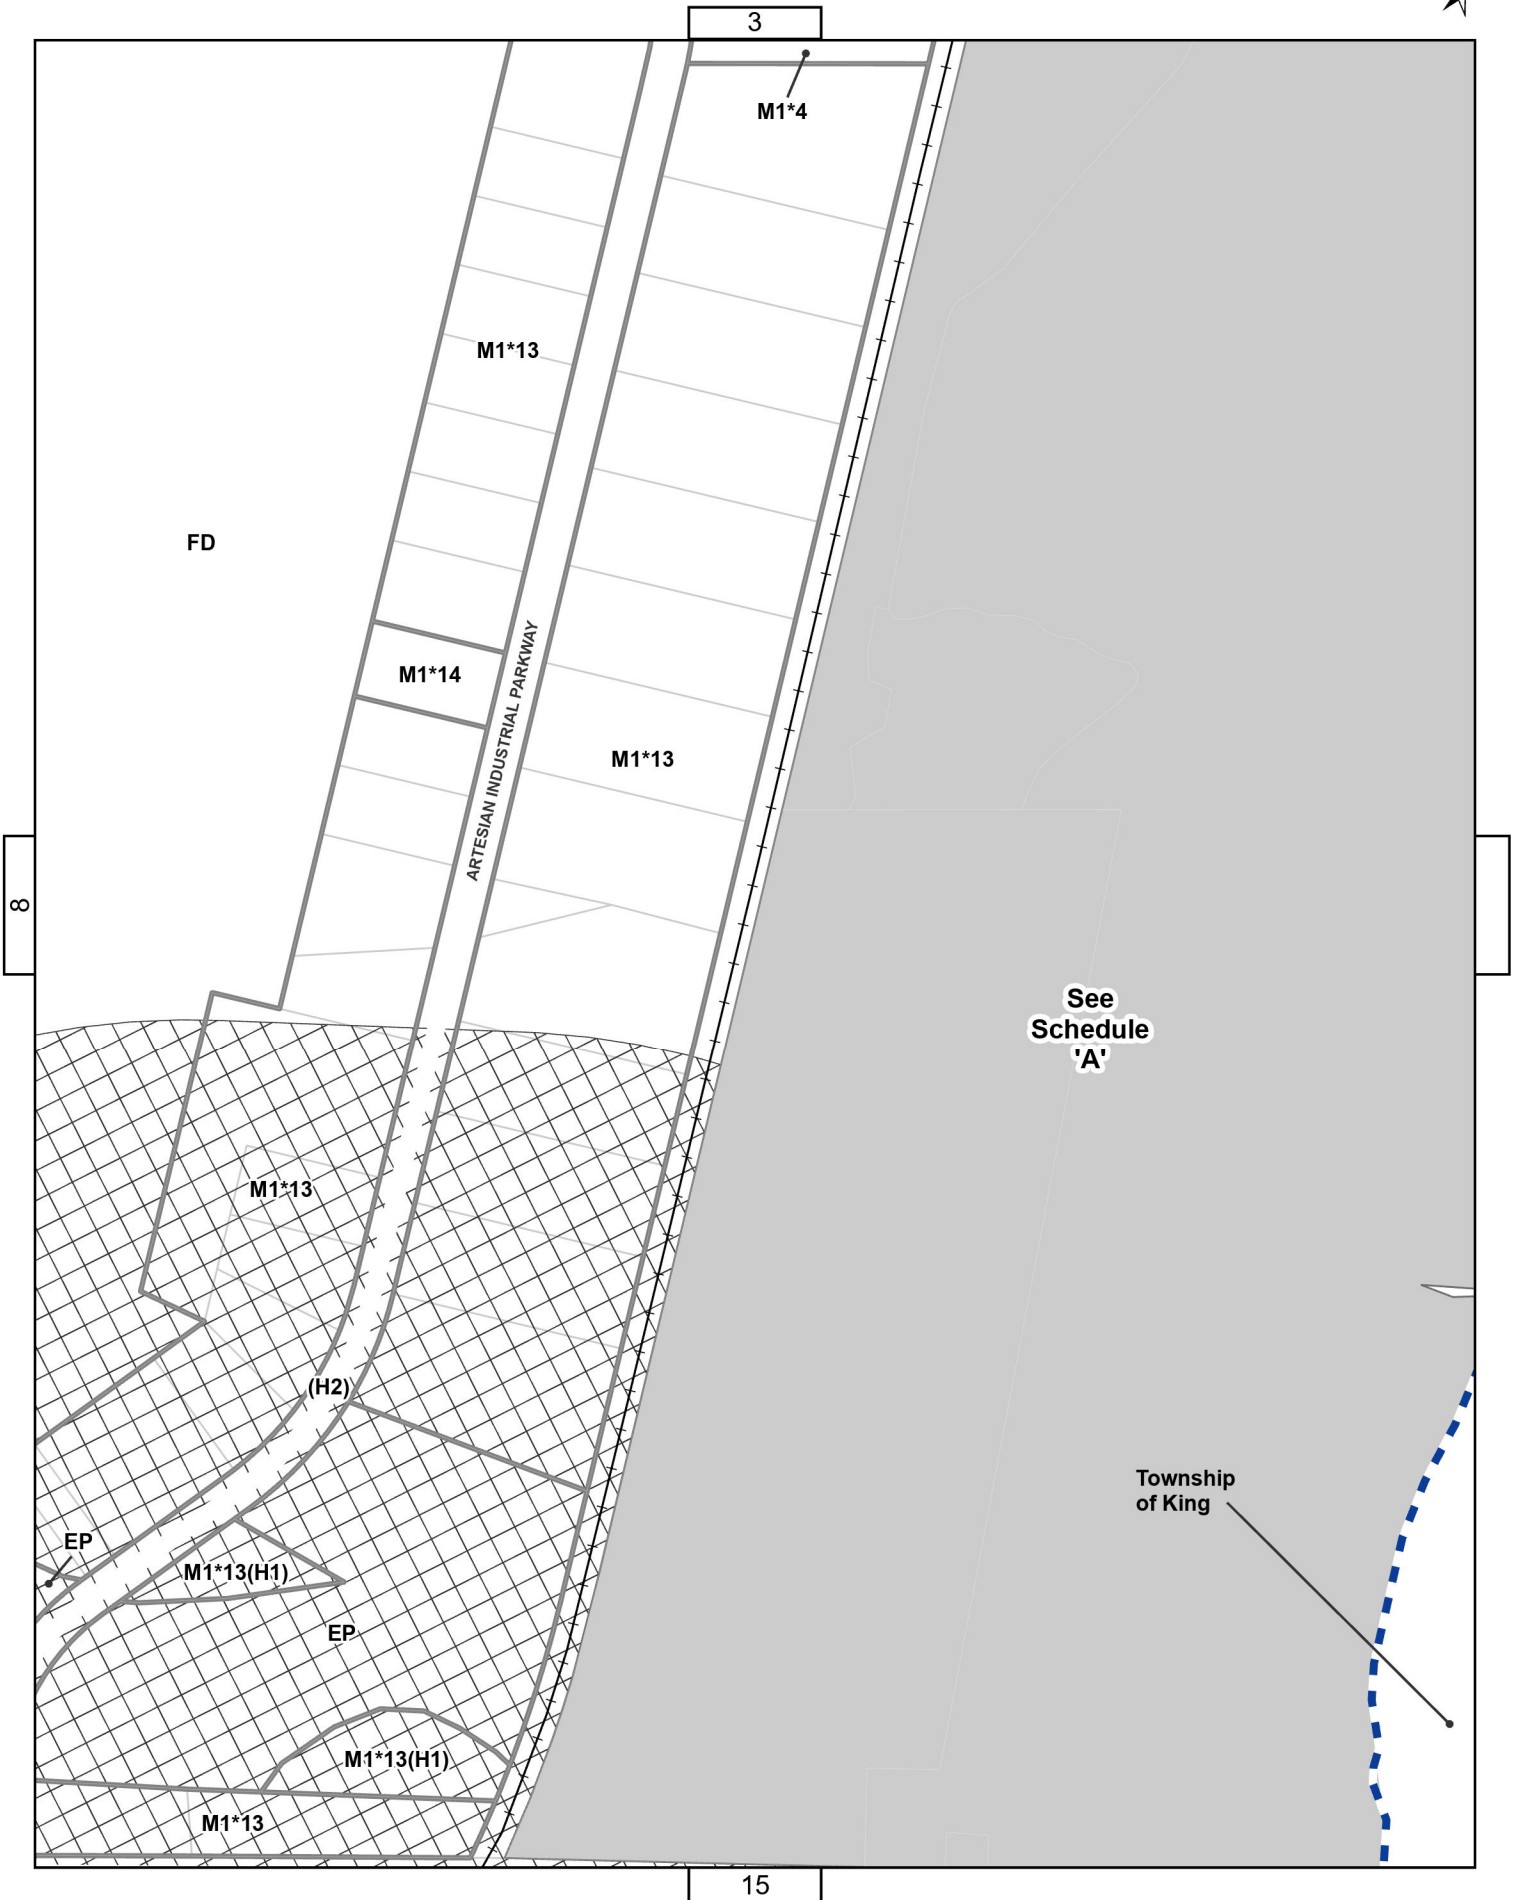 3
M1*4
M1*13
FD
ARTESIAN INDUSTRIAL PARKWAY
M1*14
M1*13
8
See
Schedule
'A'
M1*13
(H2)
Township
of King
EP
M1*13(H1)
EP
M1*13(H1)
M1*13
15